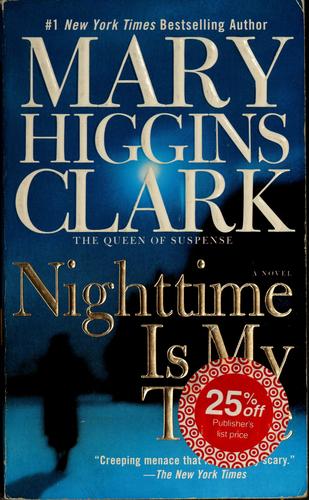 #1 New York Times Bestselling Author
MARY
HIGGINS
CLARK
THE QUEEN OF SUSPENSE
A NOVEL
Nighttime
Is My
T
25%
off
Publisher's
list price
"Creeping menace that scary."
—The New York Times